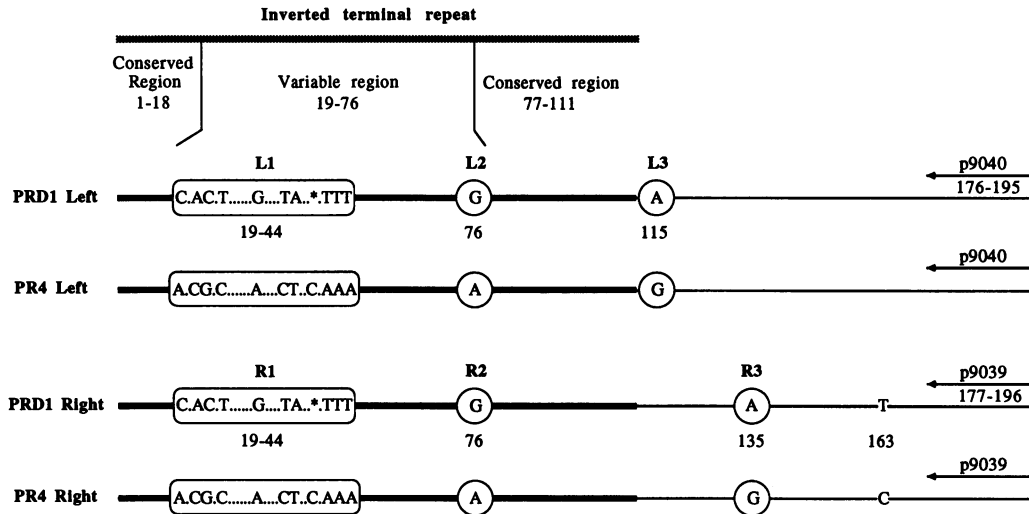 Inverted terminal repeat
Conserved
Region
1-18
Variable region
19-76
Conserved region
77-111
L1 L2 L3 p9040
PRD1 Left C.AC.T......G....TA..*.TTT G A 176-195
19-44 76 115
p9040
PR4 Left A.CG.C......A....CT..C.AAA A G
R1 R2 R3 p9039
PRD1 Right C.AC.T......G....TA..*.TTT G A T 177-196
19-44 76 135 163
p9039
PR4 Right A.CG.C......A....CT..C.AAA A G C